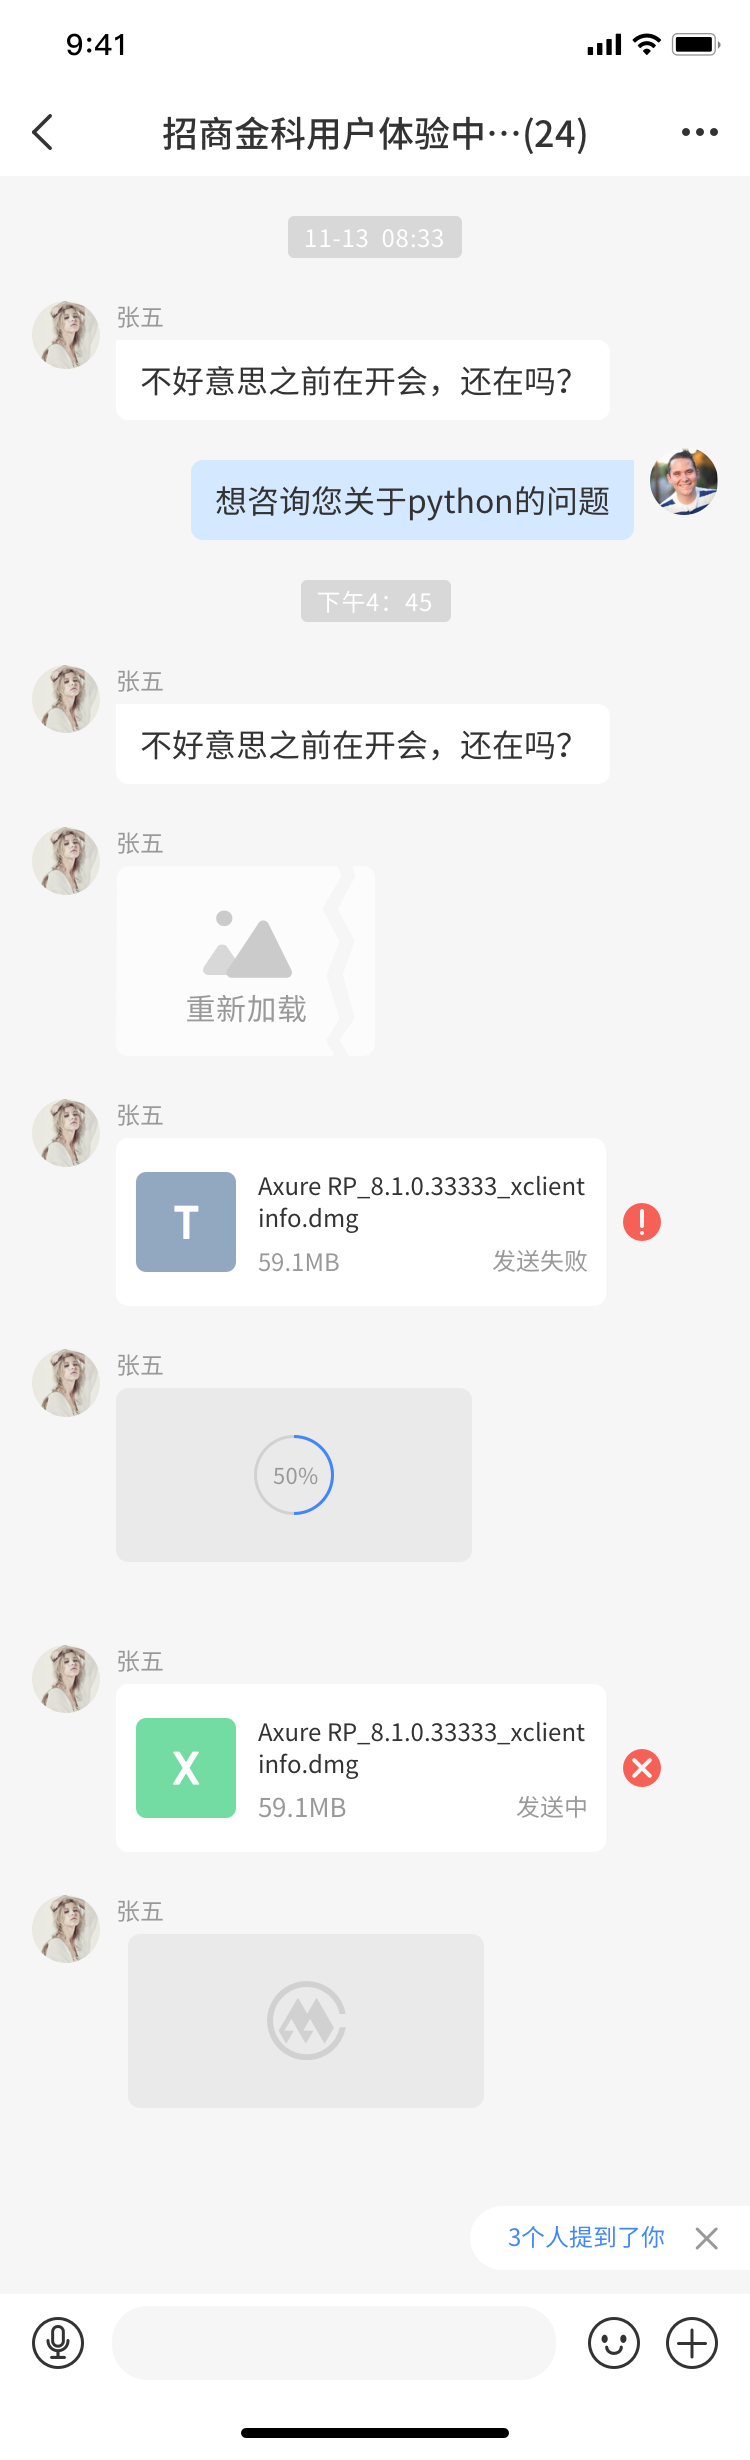 9:41
招商金科用户体验中…(24)
11-13 08:33
张五
不好意思之前在开会，还在吗？
想咨询您关于python的问题
下午4：45
张五
不好意思之前在开会，还在吗？
张五
重新加载
张五
T
Axure RP_8.1.0.33333_xclient
info.dmg
59.1MB 发送失败
张五
50%
张五
X
Axure RP_8.1.0.33333_xclient
info.dmg
59.1MB 发送中
张五
3个人提到了你